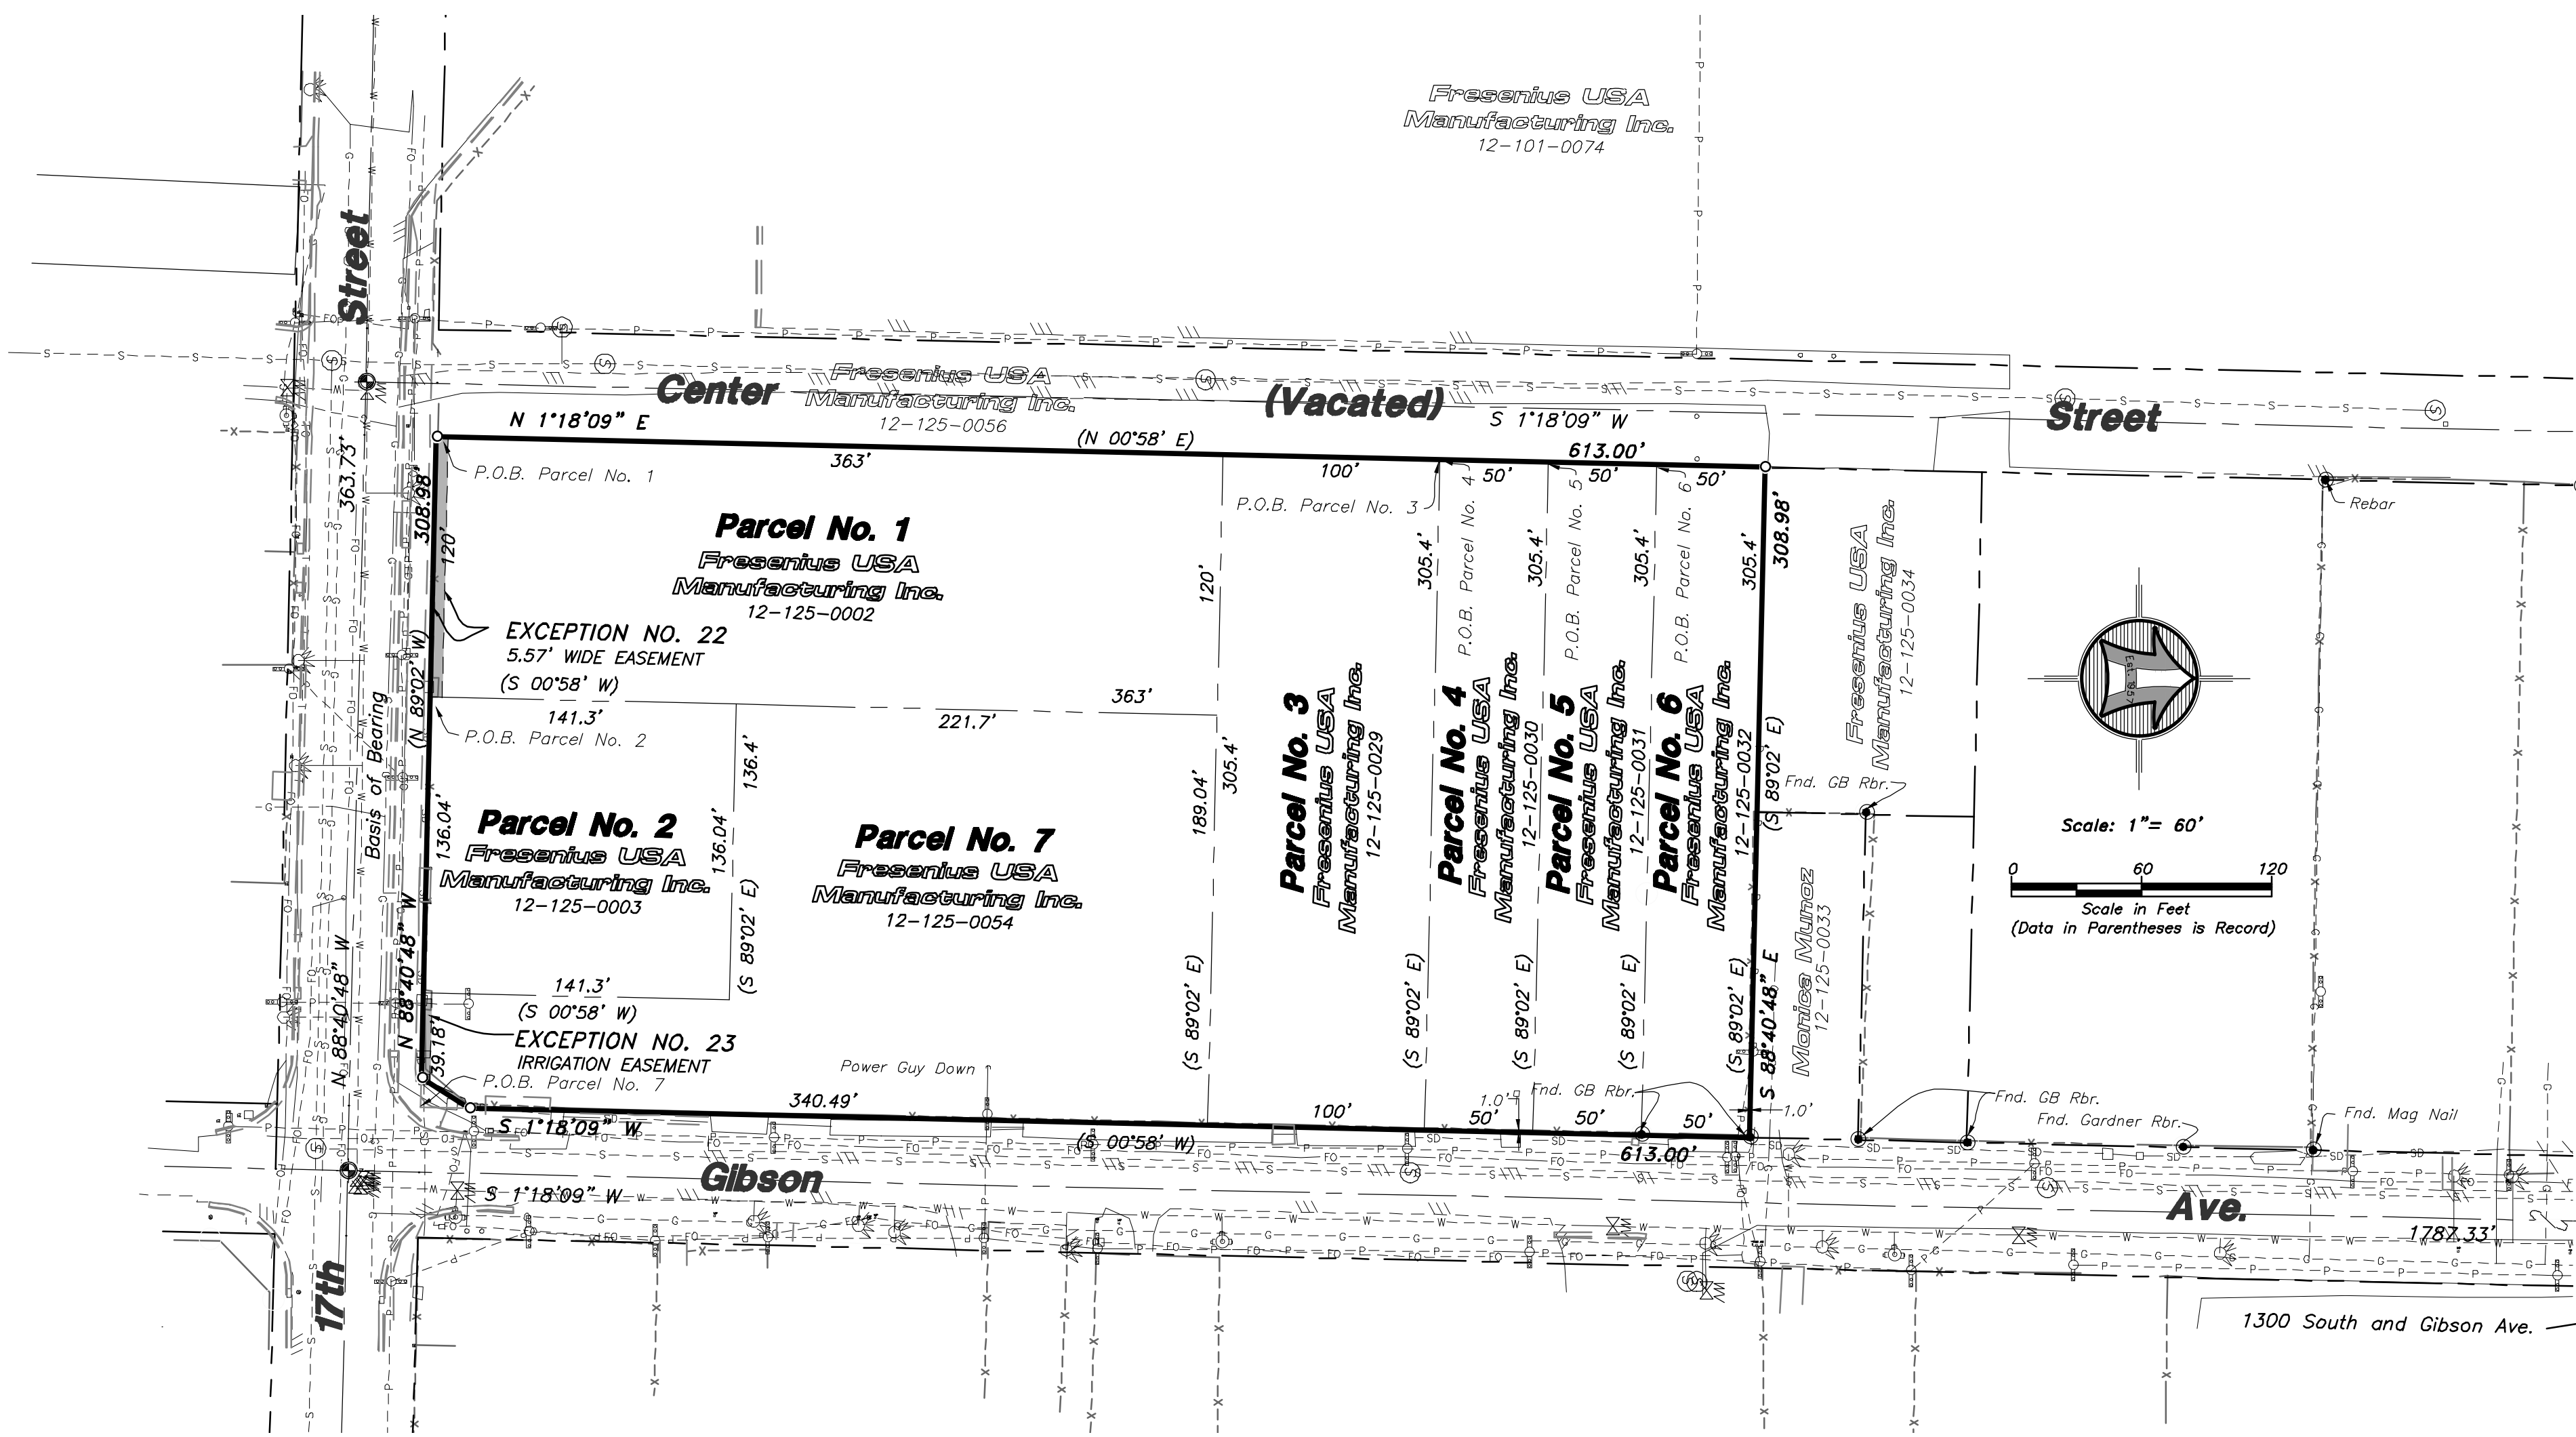 Fresenius USA
Manufacturing Inc.
12-101-0074
Street
363.73'
Basis of Bearing
N 88°40'48" W
17th
Center
Fresenius USA
Manufacturing Inc.
12-125-0056
(Vacated)
Street
N 1°18'09" E
(N 00°58' E)
S 1°18'09" W
613.00'
363'
100'
50'
50'
50'
P.O.B. Parcel No. 1
P.O.B. Parcel No. 3
P.O.B. Parcel No. 4
P.O.B. Parcel No. 5
P.O.B. Parcel No. 6
308.98'
120'
(N 89°02' W)
136.04'
N 88°40'48" W
39.18'
Parcel No. 1
Fresenius USA
Manufacturing Inc.
12-125-0002
EXCEPTION NO. 22
5.57' WIDE EASEMENT
(S 00°58' W)
141.3'
363'
221.7'
P.O.B. Parcel No. 2
120'
136.4'
136.04'
(S 89°02' E)
189.04'
305.4'
(S 89°02' E)
Parcel No. 2
Fresenius USA
Manufacturing Inc.
12-125-0003
Parcel No. 7
Fresenius USA
Manufacturing Inc.
12-125-0054
141.3'
(S 00°58' W)
EXCEPTION NO. 23
IRRIGATION EASEMENT
P.O.B. Parcel No. 7
Power Guy Down
Parcel No. 3
Fresenius USA
Manufacturing Inc.
12-125-0029
305.4'
(S 89°02' E)
Parcel No. 4
Fresenius USA
Manufacturing Inc.
12-125-0030
305.4'
(S 89°02' E)
Parcel No. 5
Fresenius USA
Manufacturing Inc.
12-125-0031
305.4'
(S 89°02' E)
Parcel No. 6
Fresenius USA
Manufacturing Inc.
12-125-0032
305.4'
(S 89°02' E)
308.98'
(S 89°02' E)
S 88°40'48" E
Fresenius USA
Manufacturing Inc.
12-125-0034
Monica Munoz
12-125-0033
Fnd. GB Rbr.
Rebar
Est. 1957
Scale: 1"= 60'
0 60 120
Scale in Feet
(Data in Parentheses is Record)
340.49'
100'
50'
50'
50'
1.0'
Fnd. GB Rbr.
1.0'
Fnd. GB Rbr.
Fnd. Gardner Rbr.
Fnd. Mag Nail
S 1°18'09" W
(S 00°58' W)
613.00'
Gibson
S 1°18'09" W
Ave.
1787.33'
1300 South and Gibson Ave.